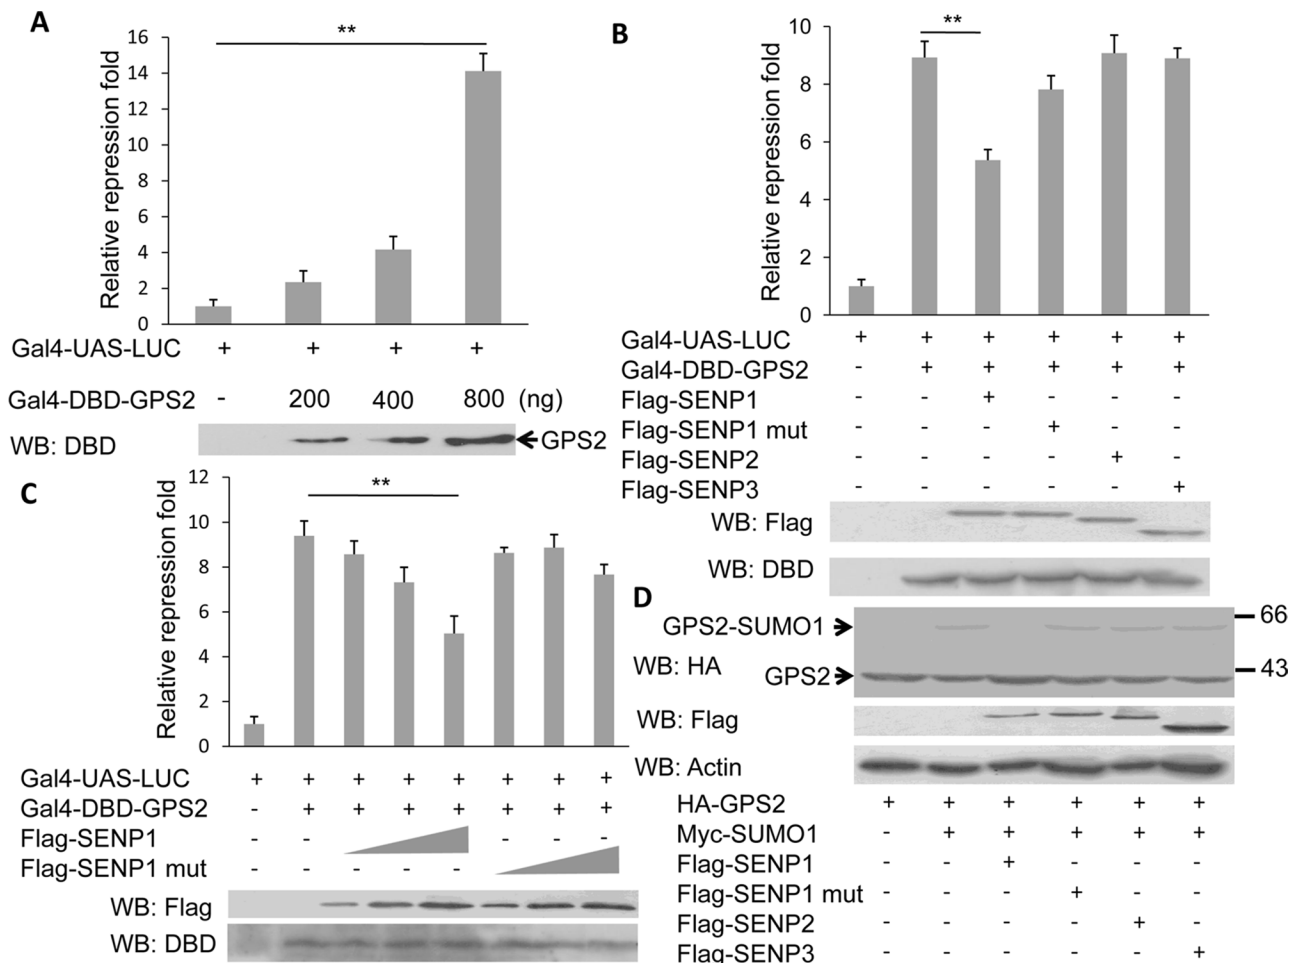 A
Relative repression fold
16
14
12
10
8
6
4
2
0
**
Gal4-UAS-LUC + + + +
Gal4-DBD-GPS2 - 200 400 800 (ng)
WB: DBD
GPS2
B
Relative repression fold
10
8
6
4
2
0
**
Gal4-UAS-LUC + + + + + +
Gal4-DBD-GPS2 - + + + + +
Flag-SENP1 - - + - - -
Flag-SENP1 mut - - - + - -
Flag-SENP2 - - - - + -
Flag-SENP3 - - - - - +
WB: Flag
WB: DBD
C
Relative repression fold
12
10
8
6
4
2
0
**
Gal4-UAS-LUC + + + + + + + +
Gal4-DBD-GPS2 - + + + + + + +
Flag-SENP1 - - - - -
Flag-SENP1 mut - - - - -
WB: Flag
WB: DBD
D
GPS2-SUMO1
66
WB: HA
GPS2
43
WB: Flag
WB: Actin
HA-GPS2 + + + + + +
Myc-SUMO1 - + + + + +
Flag-SENP1 - - + - - -
Flag-SENP1 mut - - - + - -
Flag-SENP2 - - - - + -
Flag-SENP3 - - - - - +